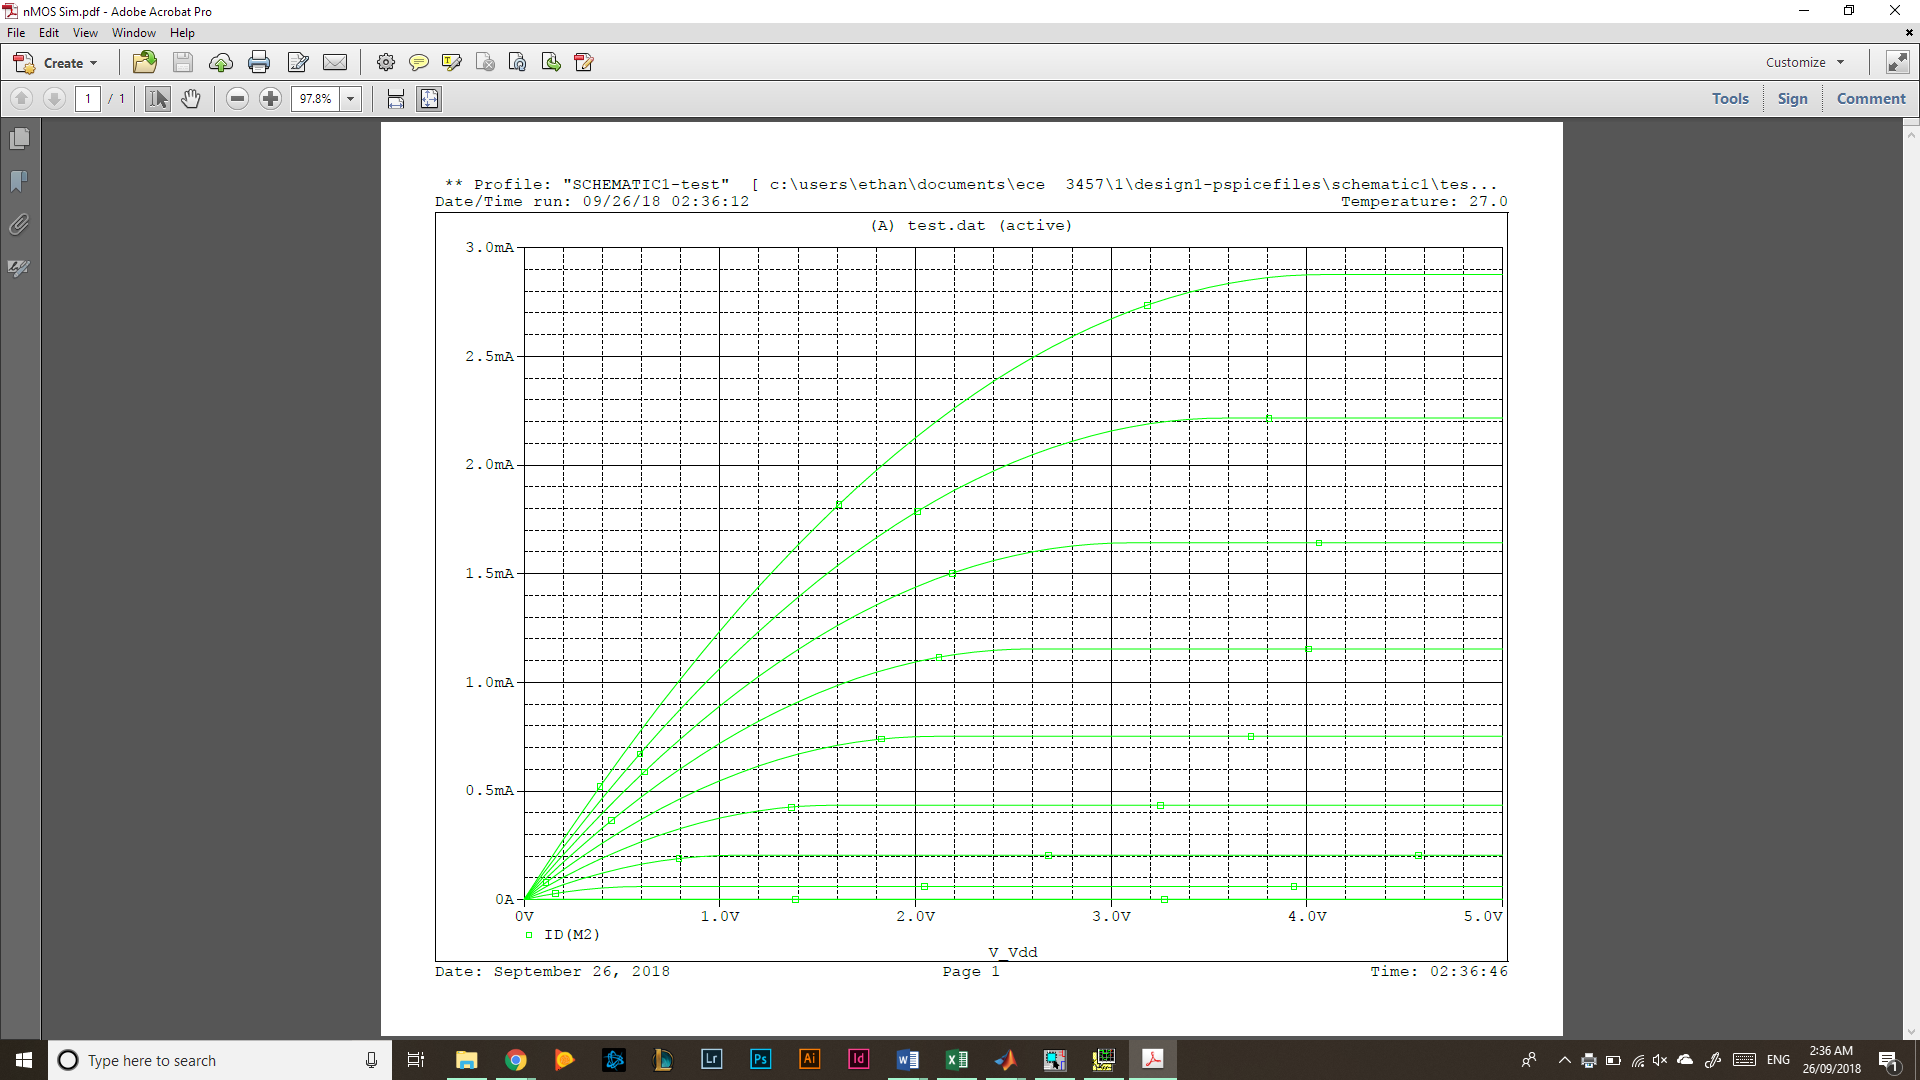 nMOS Sim.pdf - Adobe Acrobat Pro
File Edit View Window Help
Create
Customize
1 / 1
97.8%
Tools Sign Comment
** Profile: "SCHEMATIC1-test" [ c:\users\ethan\documents\ece 3457\1\design1-pspicefiles\schematic1\tes...
Date/Time run: 09/26/18 02:36:12 Temperature: 27.0
(A) test.dat (active)
3.0mA
2.5mA
2.0mA
1.5mA
1.0mA
0.5mA
0A
0V 1.0V 2.0V 3.0V 4.0V 5.0V
ID(M2)
V_Vdd
Date: September 26, 2018 Page 1 Time: 02:36:46
Type here to search
Lr Ps Ai Id
ENG
2:36 AM
26/09/2018
1